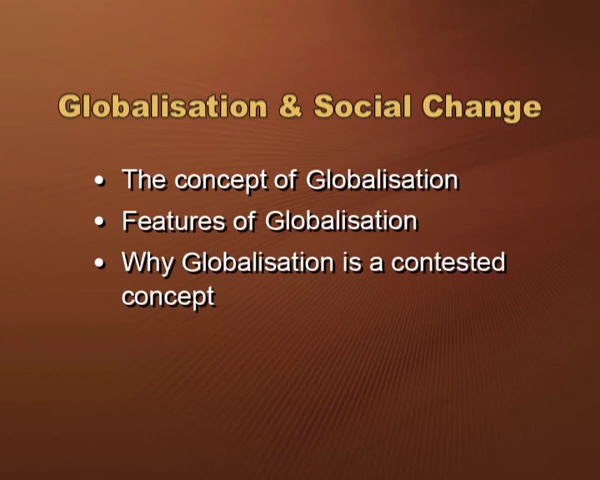 Globalisation & Social Change
• The concept of Globalisation
• Features of Globalisation
• Why Globalisation is a contested
concept